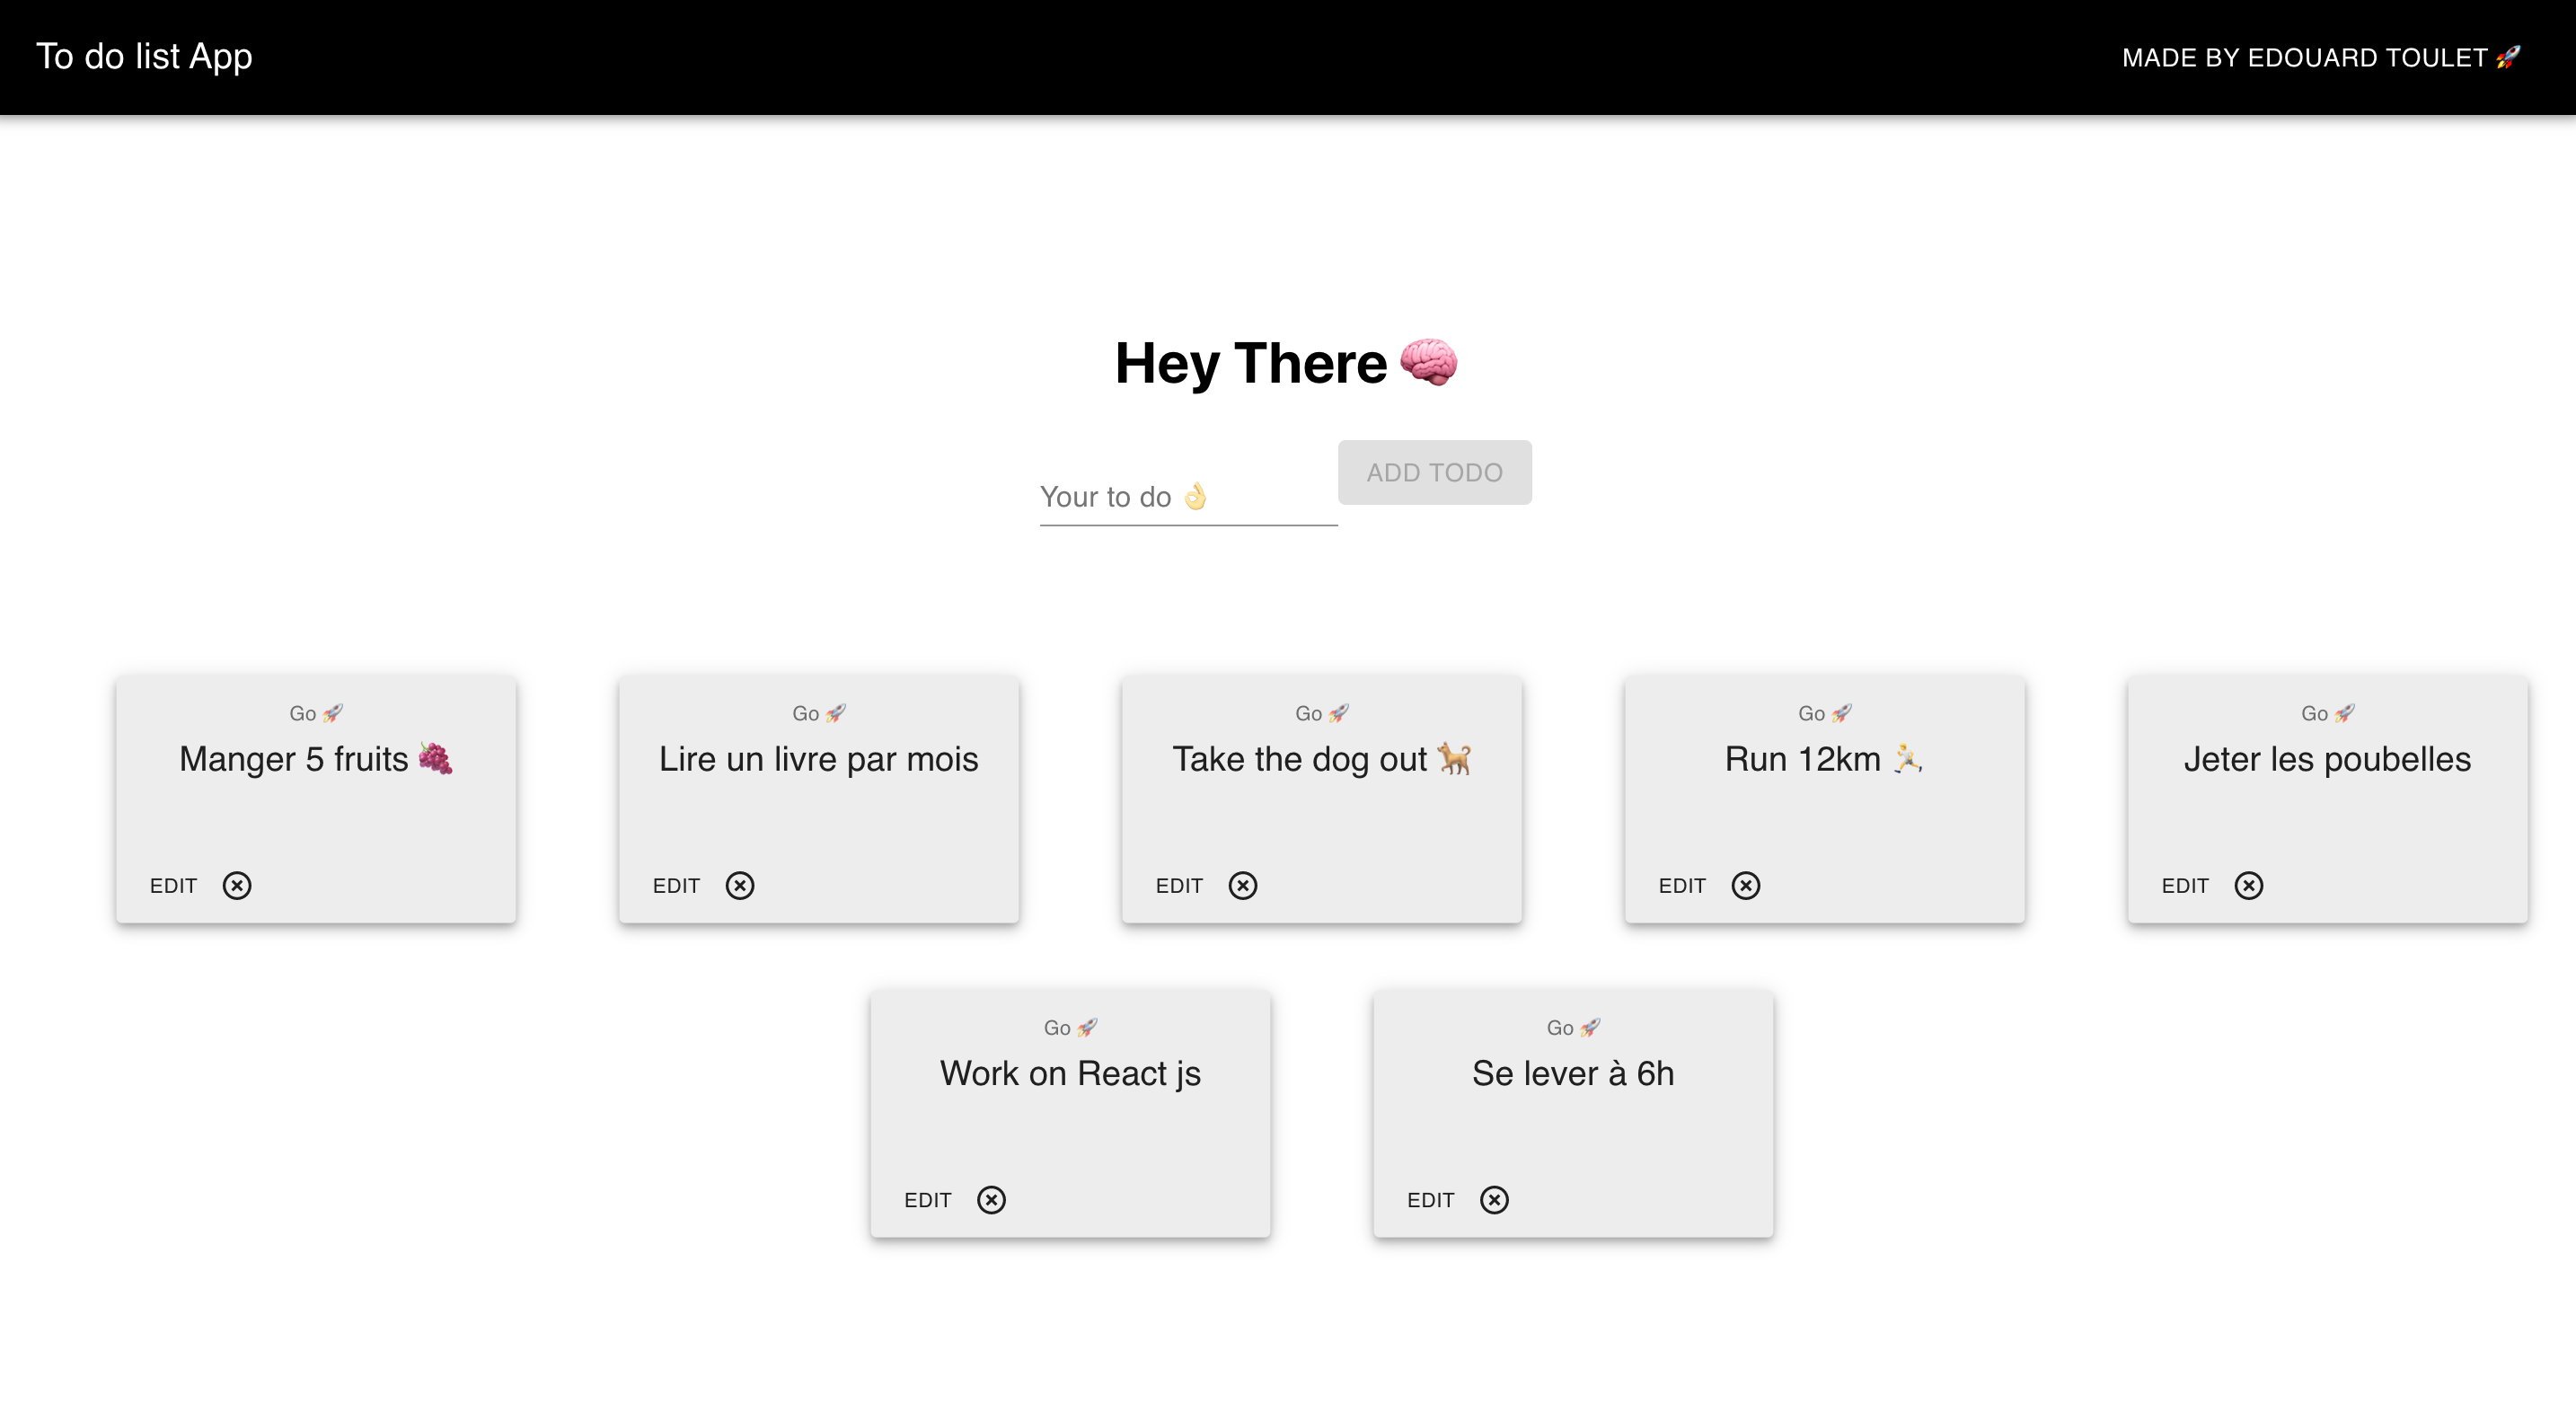 To do list App
MADE BY EDOUARD TOULET 🚀
Hey There 🧠
Your to do 👌🏻
ADD TODO
Go 🚀
Manger 5 fruits 🍇
EDIT
Go 🚀
Lire un livre par mois
EDIT
Go 🚀
Take the dog out 🐕
EDIT
Go 🚀
Run 12km 🏃🏻
EDIT
Go 🚀
Jeter les poubelles
EDIT
Go 🚀
Work on React js
EDIT
Go 🚀
Se lever à 6h
EDIT